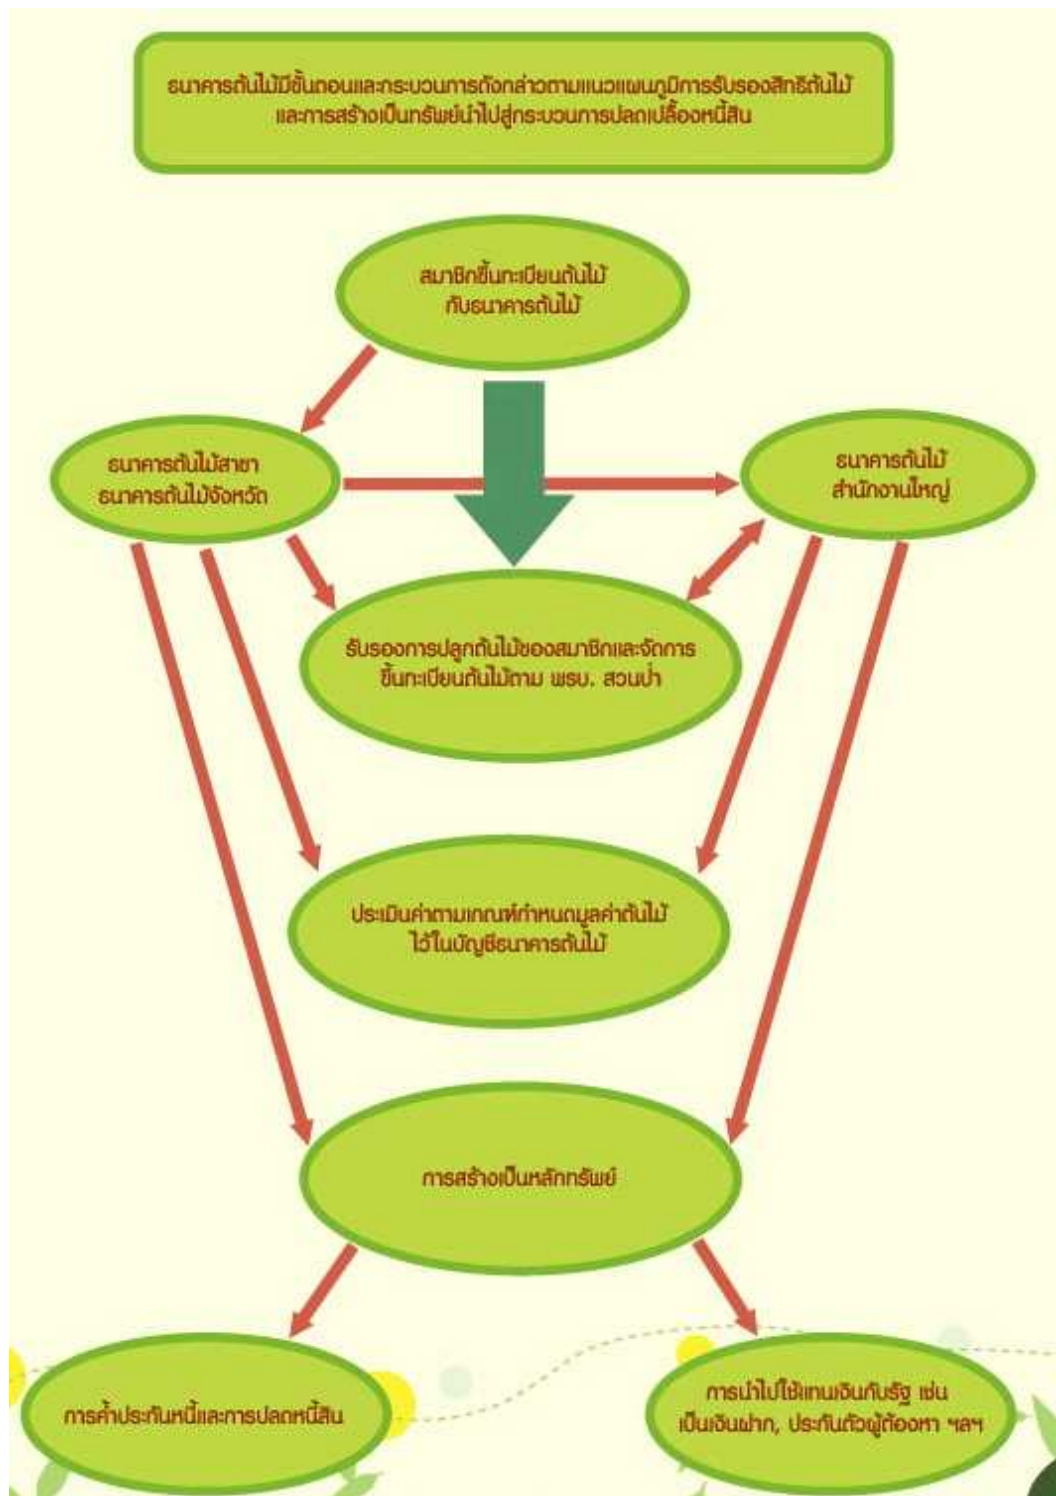 ธนาคารต้นไม้มีขั้นตอนและกระบวนการดังกล่าวตามแนวแผนภูมิการรับรองสิทธิต้นไม้
และการสร้างเป็นทรัพย์นำไปสู่กระบวนการปลดเปลื้องหนี้สิน
สมาชิกขึ้นทะเบียนต้นไม้
กับธนาคารต้นไม้
ธนาคารต้นไม้สาขา
ธนาคารต้นไม้จังหวัด
ธนาคารต้นไม้
สำนักงานใหญ่
รับรองการปลูกต้นไม้ของสมาชิกและจัดการ
ขึ้นทะเบียนต้นไม้ตาม พรบ. สวนป่า
ประเมินค่าตามเกณฑ์กำหนดมูลค่าต้นไม้
ไว้ในบัญชีธนาคารต้นไม้
การสร้างเป็นหลักทรัพย์
การค้ำประกันหนี้และการปลดหนี้สิน
การนำไปใช้แทนเงินกับรัฐ เช่น
เป็นเงินฝาก, ประกันตัวผู้ต้องหา ฯลฯ